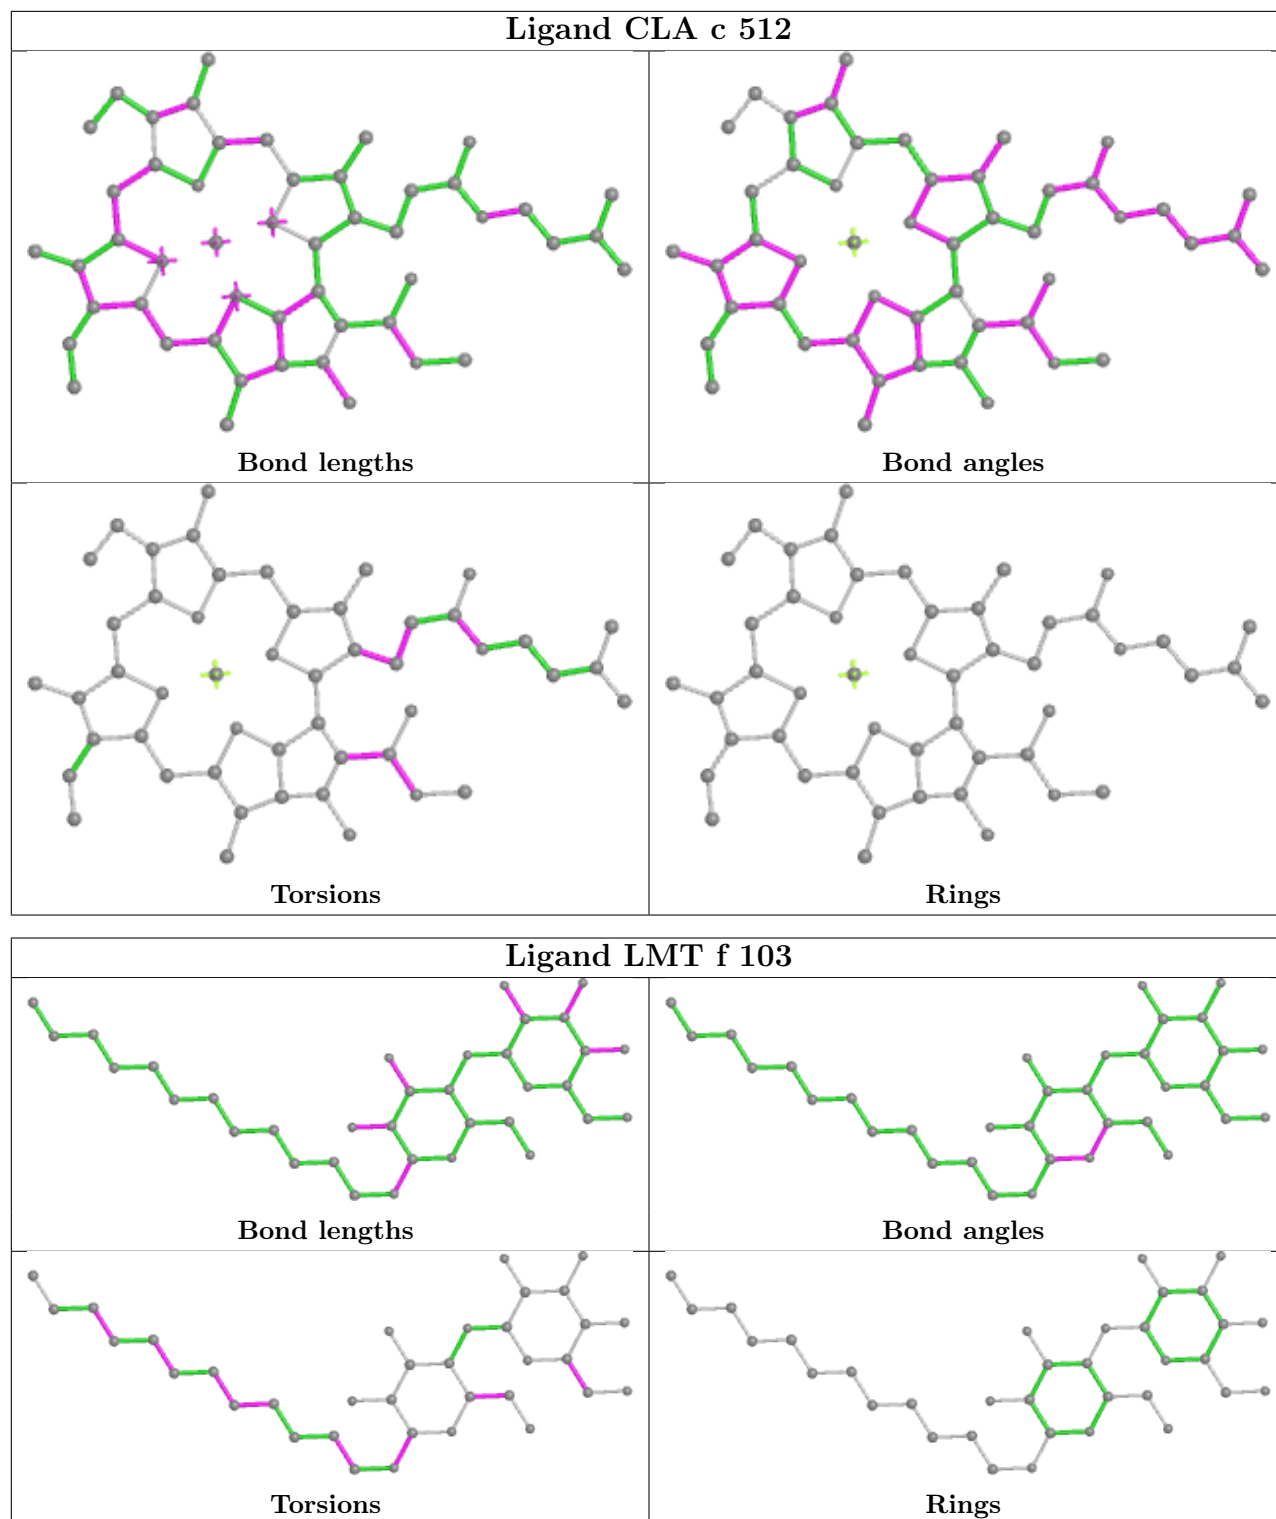 Ligand CLA c 512
Bond lengths
Bond angles
Torsions
Rings
Ligand LMT f 103
Bond lengths
Bond angles
Torsions
Rings